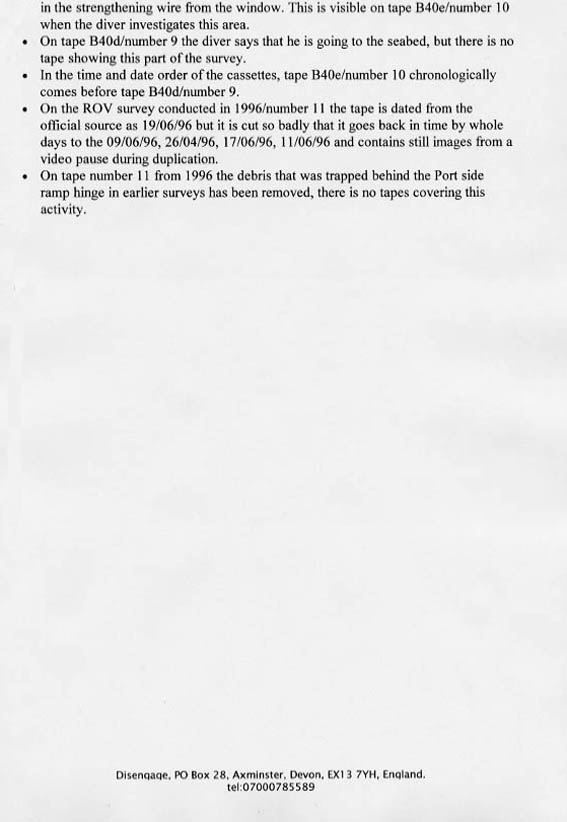 in the strengthening wire from the window. This is visible on tape B40e/number 10
when the diver investigates this area.
• On tape B40d/number 9 the diver says that he is going to the seabed, but there is no
tape showing this part of the survey.
• In the time and date order of the cassettes, tape B40e/number 10 chronologically
comes before tape B40d/number 9.
• On the ROV survey conducted in 1996/number 11 the tape is dated from the
official source as 19/06/96 but it is cut so badly that it goes back in time by whole
days to the 09/06/96, 26/04/96, 17/06/96, 11/06/96 and contains still images from a
video pause during duplication.
• On tape number 11 from 1996 the debris that was trapped behind the Port side
ramp hinge in earlier surveys has been removed, there is no tapes covering this
activity.
Disengage, PO Box 28, Axminster, Devon, EX13 7YH, England.
tel:07000785589